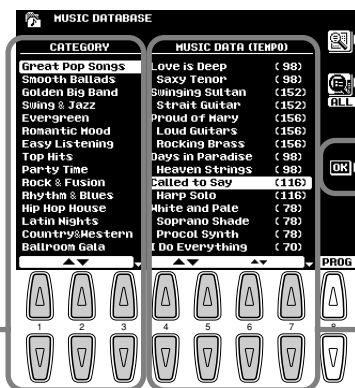 MUSIC DATABASE
CATEGORY
Great Pop Songs
Smooth Ballads
Golden Big Band
Swing & Jazz
Evergreen
Romantic Mood
Easy Listening
Top Hits
Party Time
Rock & Fusion
Rhythm & Blues
Hip Hop House
Latin Nights
Country&Western
Ballroom Gala
MUSIC DATA (TEMPO)
Love is Deep ( 98)
Saxy Tenor ( 98)
Swinging Sultan (152)
Strait Guitar (152)
Proud of Mary (156)
Loud Guitars (156)
Rocking Brass (156)
Days in Paradise ( 98)
Heaven Strings ( 98)
Called to Say (116)
Harp Solo (116)
White and Pale ( 78)
Soprano Shade ( 78)
Procol Synth ( 78)
I Do Everything ( 70)
ALL
OK
PROG
1 2 3 4 5 6 7 8